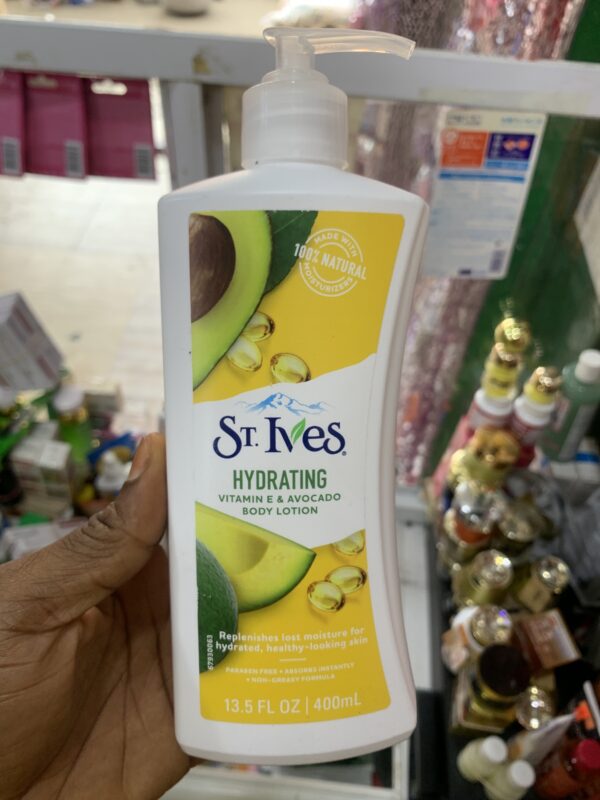 MADE WITH
100% NATURAL
MOISTURIZERS
ST. IVES®
HYDRATING
VITAMIN E & AVOCADO
BODY LOTION
Replenishes lost moisture for
hydrated, healthy-looking skin
PARABEN FREE • ABSORBS INSTANTLY
• NON-GREASY FORMULA
13.5 FL OZ | 400mL
67930063